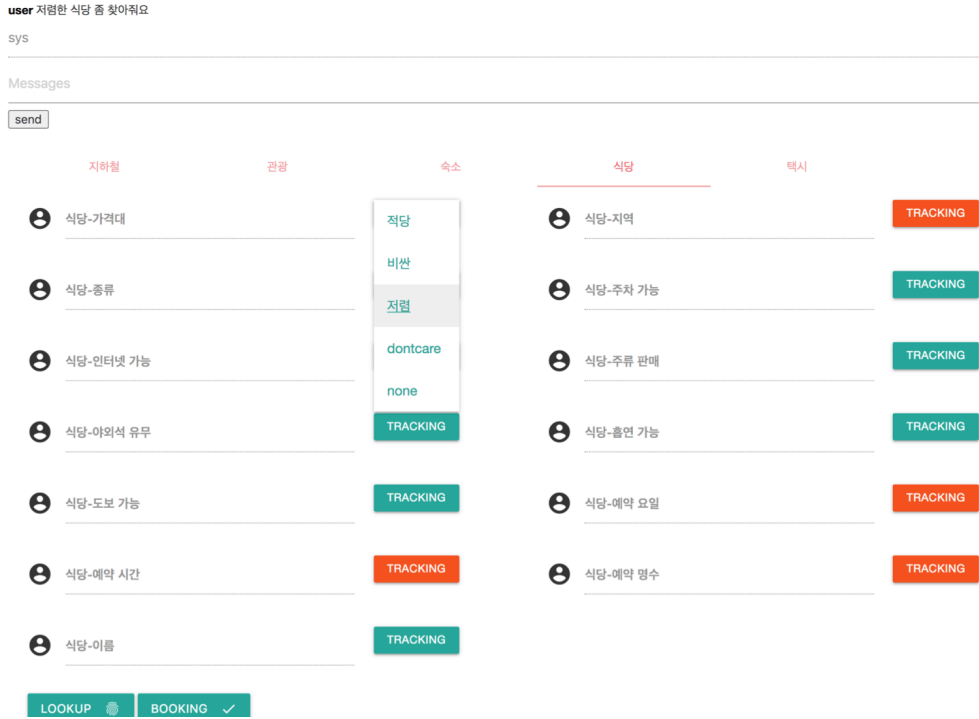 user 저렴한 식당 좀 찾아줘요
sys
Messages
send
지하철 관광 숙소 식당 택시
식당-가격대
적당
비싼
저렴
dontcare
none
식당-지역 TRACKING
식당-종류
식당-주차 가능 TRACKING
식당-인터넷 가능
식당-주류 판매 TRACKING
식당-야외석 유무 TRACKING
식당-흡연 가능 TRACKING
식당-도보 가능 TRACKING
식당-예약 요일 TRACKING
식당-예약 시간 TRACKING
식당-예약 명수 TRACKING
식당-이름 TRACKING
LOOKUP BOOKING